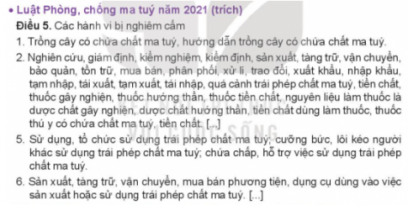 • Luật Phòng, chống ma tuý năm 2021 (trích)
Điều 5. Các hành vi bị nghiêm cấm
1. Trồng cây có chứa chất ma tuý, hướng dẫn trồng cây có chứa chất ma tuý.
2. Nghiên cứu, giám định, kiểm nghiệm, kiểm định, sản xuất, tàng trữ, vận chuyển,
bảo quản, tồn trữ, mua bán, phân phối, xử lí, trao đổi, xuất khẩu, nhập khẩu,
tạm nhập, tái xuất, tạm xuất, tái nhập, quá cảnh trái phép chất ma tuý, tiền chất,
thuốc gây nghiện, thuốc hướng thần, thuốc tiền chất, nguyên liệu làm thuốc là
dược chất gây nghiện, dược chất hướng thần, tiền chất dùng làm thuốc, thuốc
thú y có chứa chất ma tuý, tiền chất. [...]
5. Sử dụng, tổ chức sử dụng trái phép chất ma tuý; cưỡng bức, lôi kéo người
khác sử dụng trái phép chất ma tuý; chứa chấp, hỗ trợ việc sử dụng trái phép
chất ma tuý.
6. Sản xuất, tàng trữ, vận chuyển, mua bán phương tiện, dụng cụ dùng vào việc
sản xuất hoặc sử dụng trái phép chất ma tuý. [...]